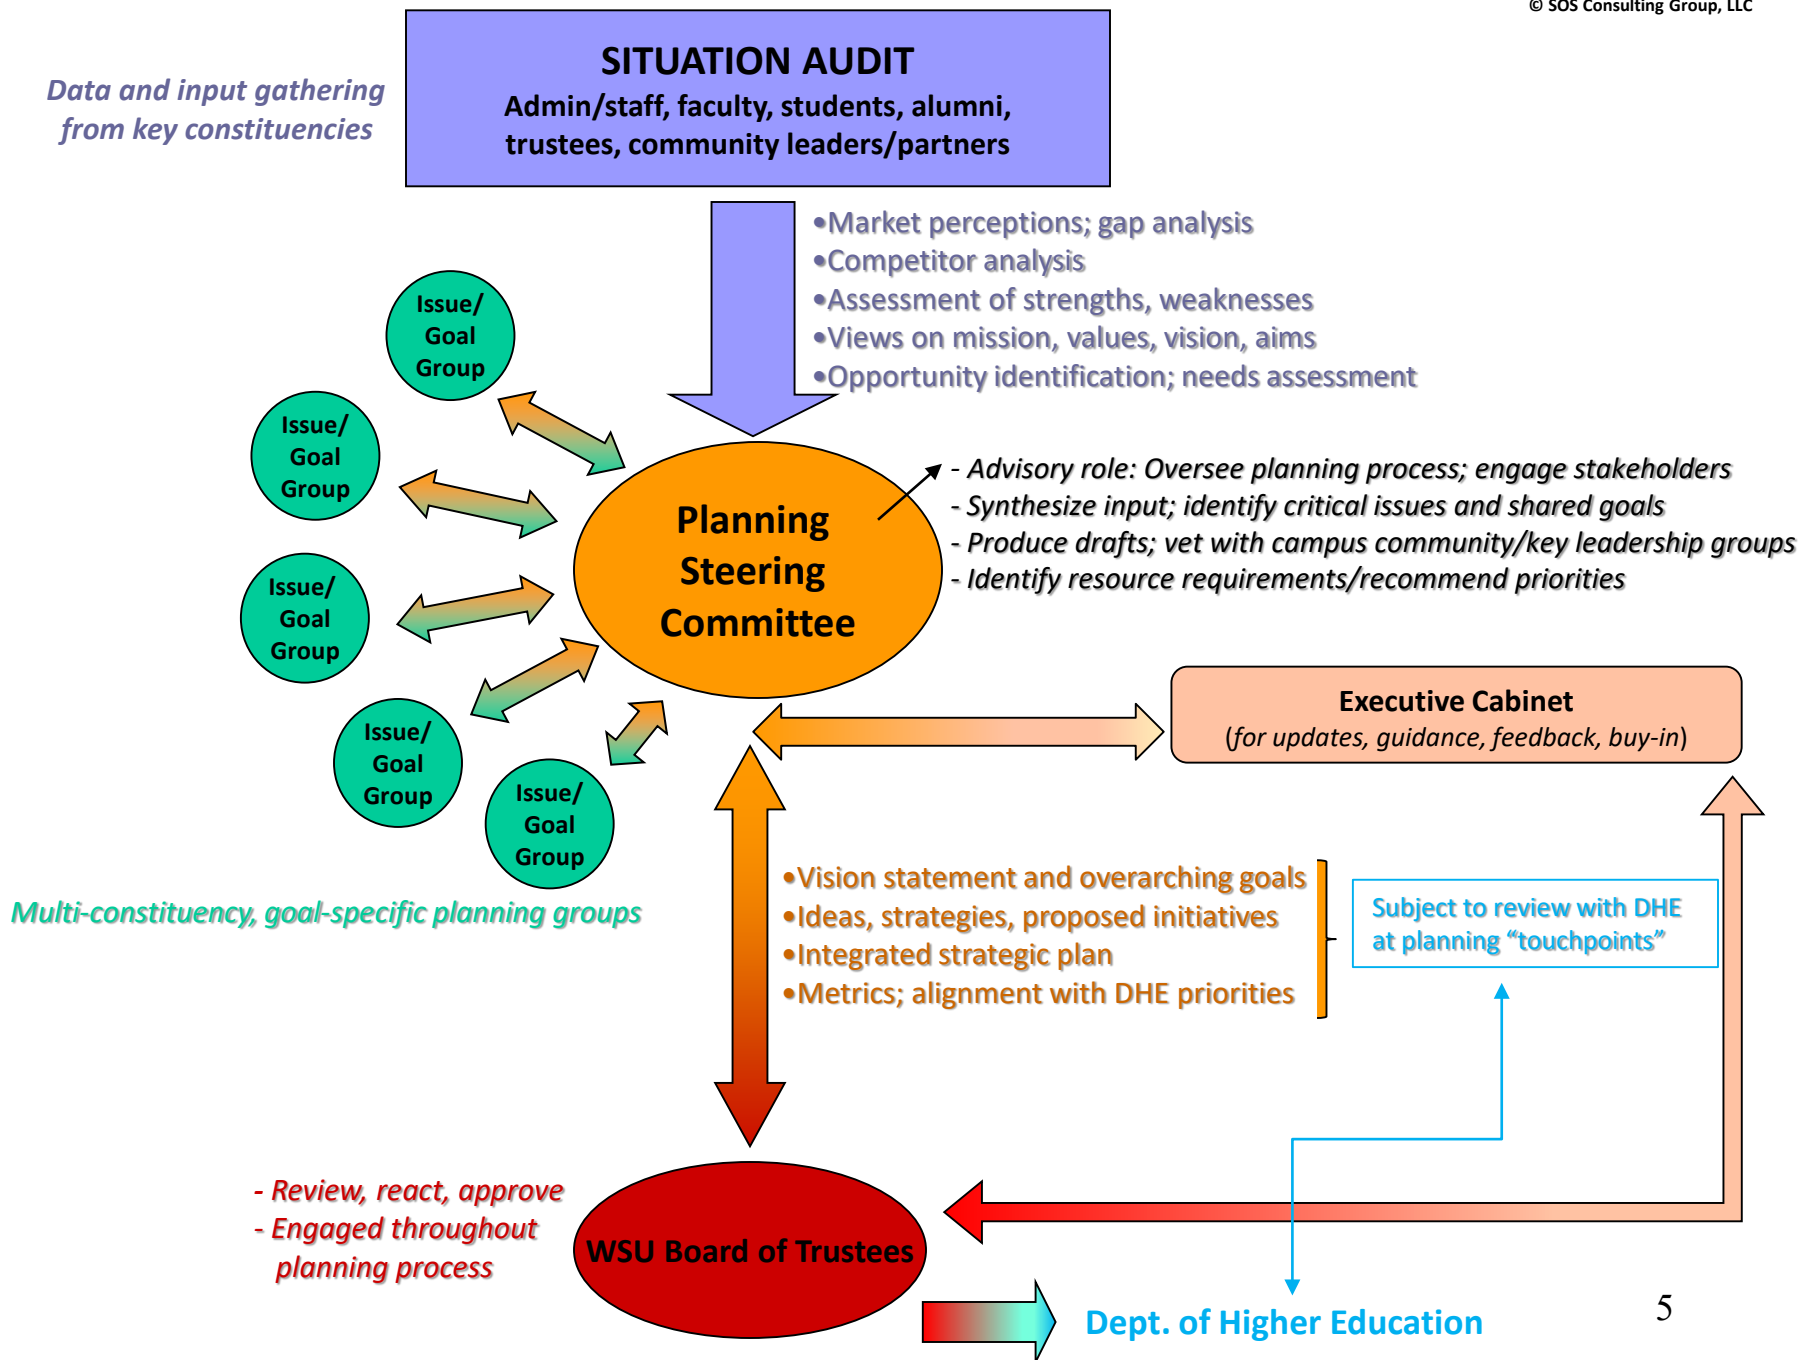 © SOS Consulting Group, LLC
SITUATION AUDIT
Admin/staff, faculty, students, alumni,
trustees, community leaders/partners
Data and input gathering
from key constituencies
•Market perceptions; gap analysis
•Competitor analysis
•Assessment of strengths, weaknesses
•Views on mission, values, vision, aims
•Opportunity identification; needs assessment
Issue/
Goal
Group
Issue/
Goal
Group
Issue/
Goal
Group
Issue/
Goal
Group
Issue/
Goal
Group
Multi-constituency, goal-specific planning groups
Planning
Steering
Committee
- Advisory role: Oversee planning process; engage stakeholders
- Synthesize input; identify critical issues and shared goals
- Produce drafts; vet with campus community/key leadership groups
- Identify resource requirements/recommend priorities
Executive Cabinet
(for updates, guidance, feedback, buy-in)
•Vision statement and overarching goals
•Ideas, strategies, proposed initiatives
•Integrated strategic plan
•Metrics; alignment with DHE priorities
Subject to review with DHE
at planning “touchpoints”
- Review, react, approve
- Engaged throughout
planning process
WSU Board of Trustees
Dept. of Higher Education
5